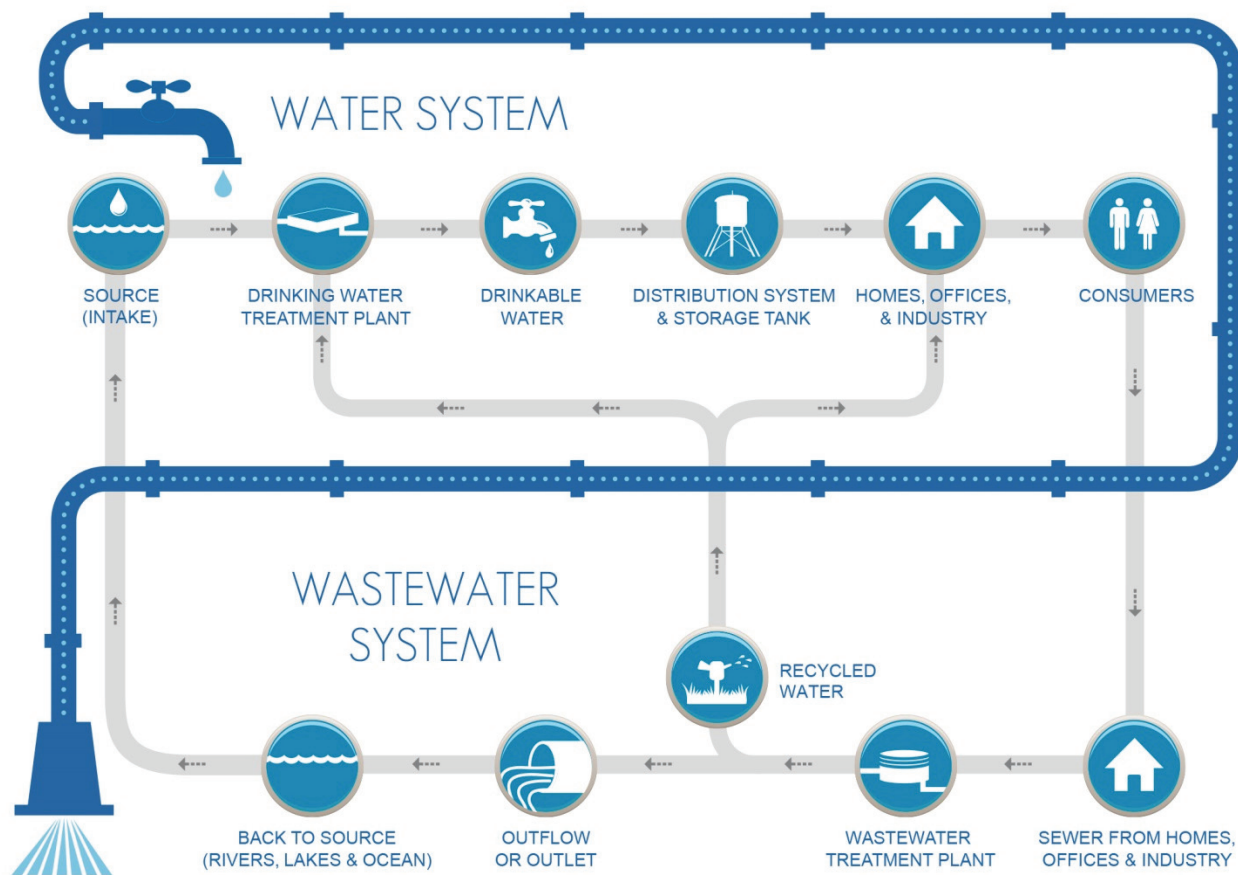 WATER SYSTEM
SOURCE
(INTAKE)
DRINKING WATER
TREATMENT PLANT
DRINKABLE
WATER
DISTRIBUTION SYSTEM
& STORAGE TANK
HOMES, OFFICES,
& INDUSTRY
CONSUMERS
WASTEWATER
SYSTEM
RECYCLED
WATER
BACK TO SOURCE
(RIVERS, LAKES & OCEAN)
OUTFLOW
OR OUTLET
WASTEWATER
TREATMENT PLANT
SEWER FROM HOMES,
OFFICES & INDUSTRY